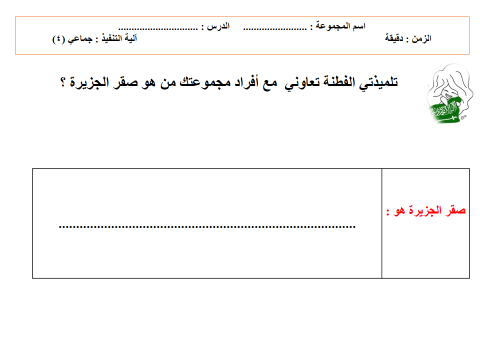 اسم المجموعة : ........................ الدرس : ..............................
الزمن : دقيقة آلية التنفيذ : جماعي (٤)
تلميذتي الفطنة تعاوني مع أفراد مجموعتك من هو صقر الجزيرة ؟
صقر الجزيرة هو :
.....................................................................................